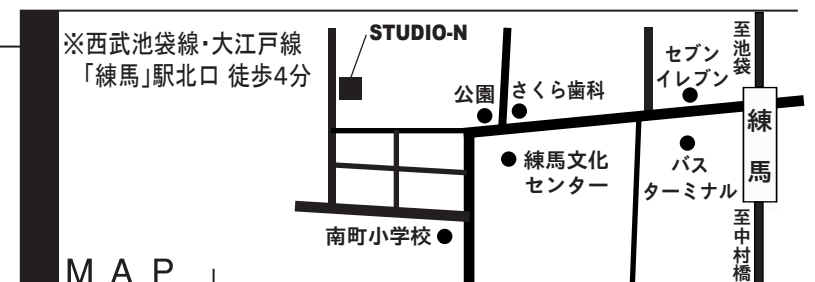 ※西武池袋線・大江戸線
「練馬」駅北口 徒歩4分
STUDIO-N
公園
さくら歯科
セブン
イレブン
至池袋
練馬
練馬文化
センター
バス
ターミナル
至中村橋
南町小学校
MAP